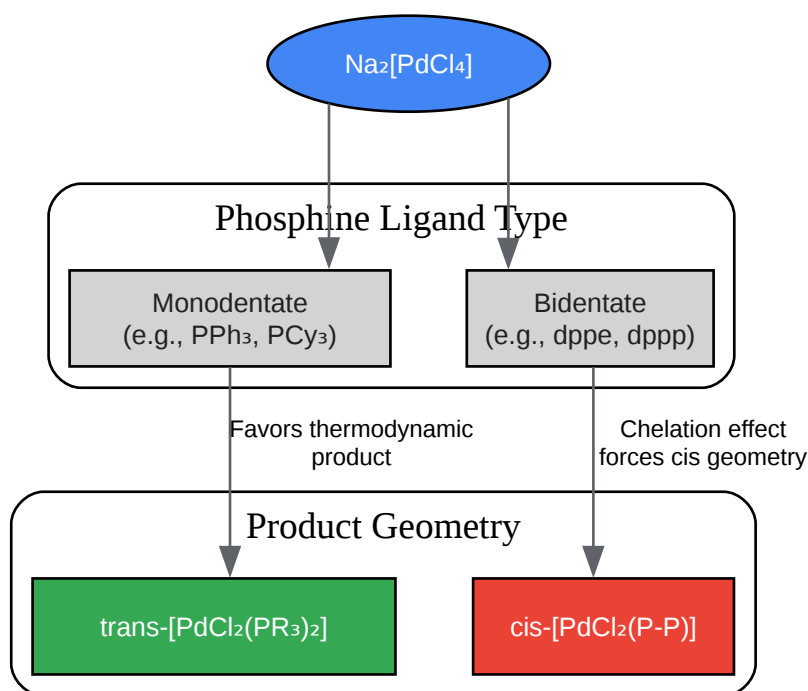 Na₂[PdCl₄]
Phosphine Ligand Type
Monodentate
(e.g., PPh₃, PCy₃)
Bidentate
(e.g., dppe, dppp)
Favors thermodynamic
product
Chelation effect
forces cis geometry
Product Geometry
trans-[PdCl₂(PR₃)₂]
cis-[PdCl₂(P-P)]